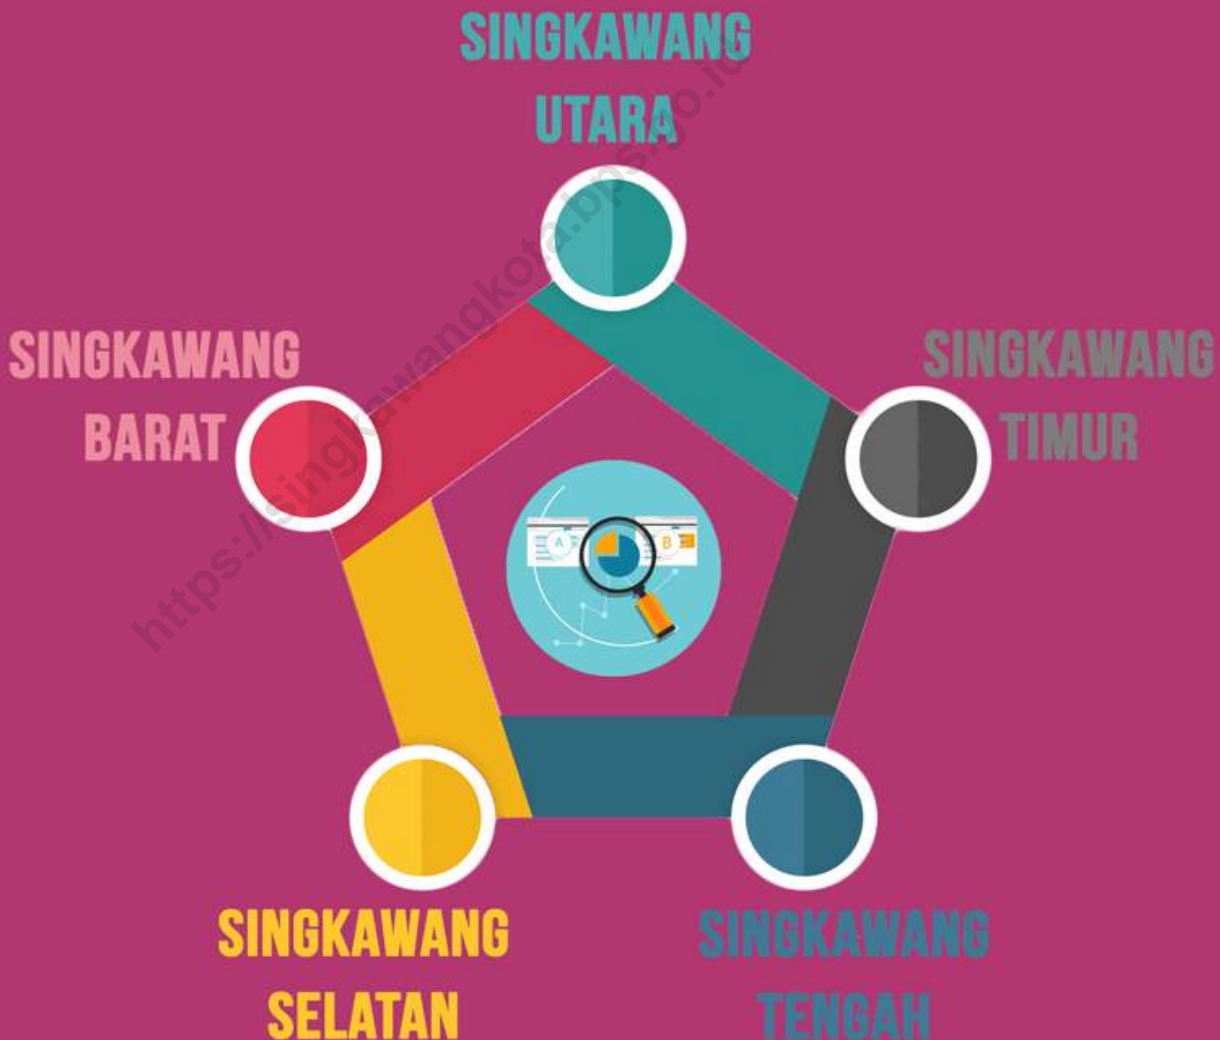 SINGKAWANG
UTARA
SINGKAWANG
BARAT
SINGKAWANG
TIMUR
A
B
SINGKAWANG
SELATAN
SINGKAWANG
TENGAH
https://singkawangkota.bps.go.id